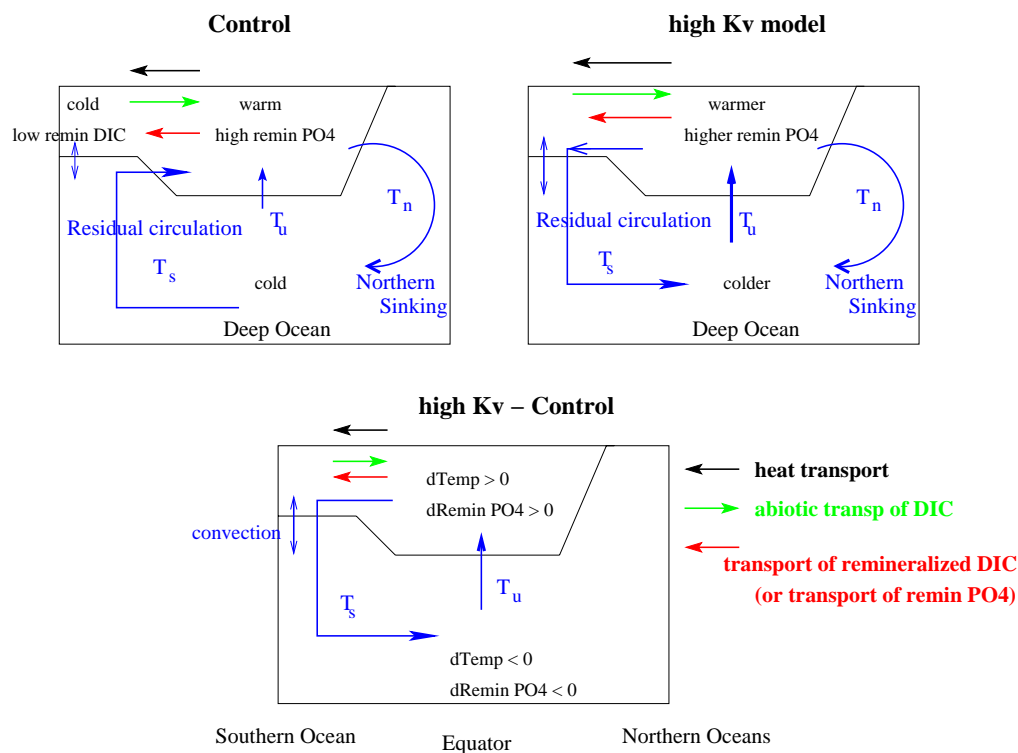 Control
cold
warm
low remin DIC
high remin PO4
T_n
T_u
Residual circulation
T_s
cold
Northern
Sinking
Deep Ocean
high Kv model
warmer
higher remin PO4
T_n
T_u
Residual circulation
T_s
colder
Northern
Sinking
Deep Ocean
high Kv – Control
dTemp > 0
dRemin PO4 > 0
convection
T_u
T_s
dTemp < 0
dRemin PO4 < 0
Southern Ocean
Equator
Northern Oceans
heat transport
abiotic transp of DIC
transport of remineralized DIC
(or transport of remin PO4)